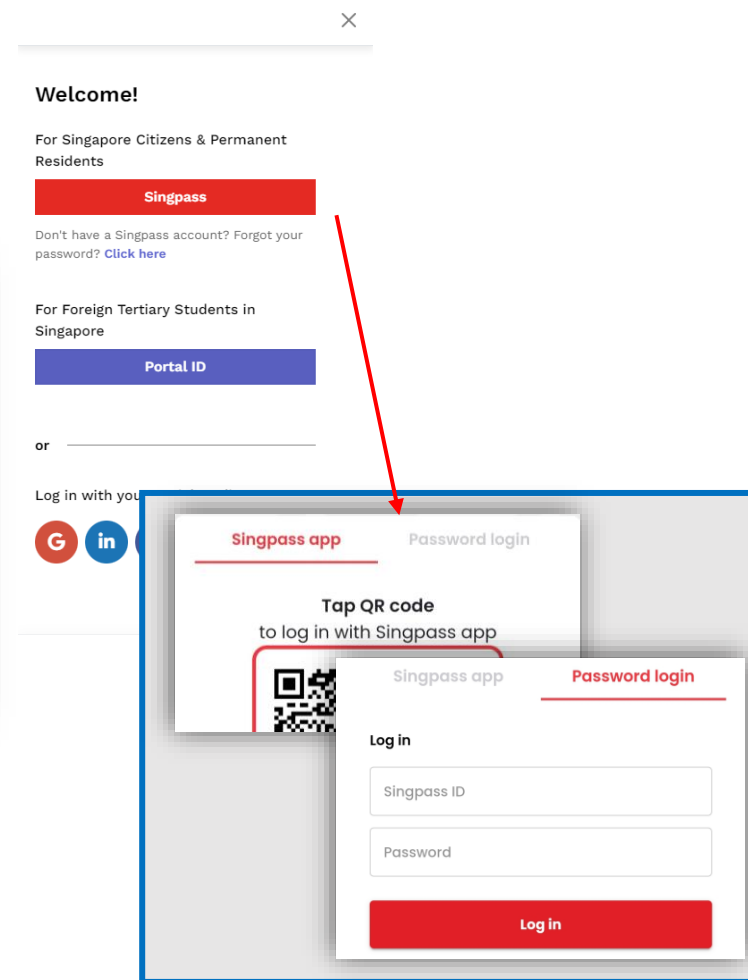 Welcome!
For Singapore Citizens & Permanent
Residents
Singpass
Don't have a Singpass account? Forgot your
password? Click here
For Foreign Tertiary Students in
Singapore
Portal ID
or
Log in with you
G
in
Singpass app
Password login
Tap QR code
to log in with Singpass app
Singpass app
Password login
Log in
Singpass ID
Password
Log in